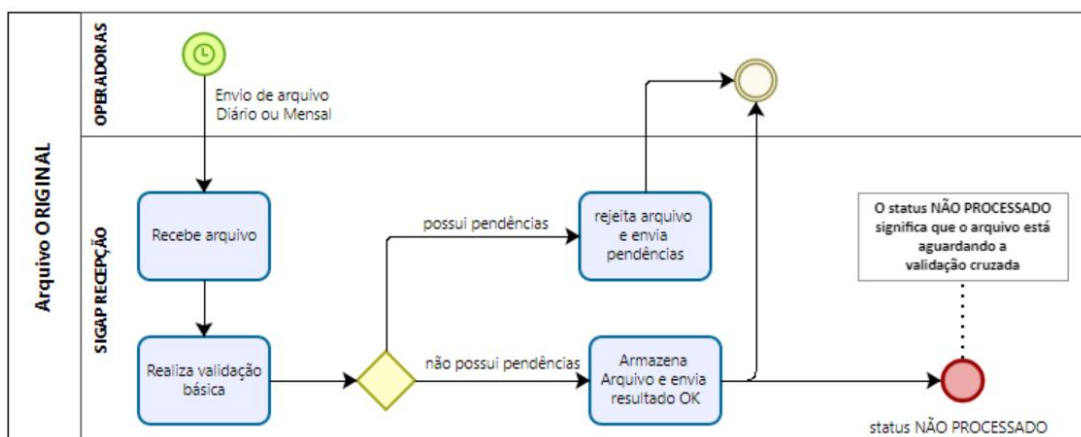 Arquivo ORIGINAL
OPERADORAS
Envio de arquivo
Diário ou Mensal
SIGAP RECEPÇÃO
Recebe arquivo
Realiza validação
básica
possui pendências
rejeita arquivo
e envia
pendências
não possui pendências
Armazena
Arquivo e envia
resultado OK
O status NÃO PROCESSADO
significa que o arquivo está
aguardando a
validação cruzada
status NÃO PROCESSADO